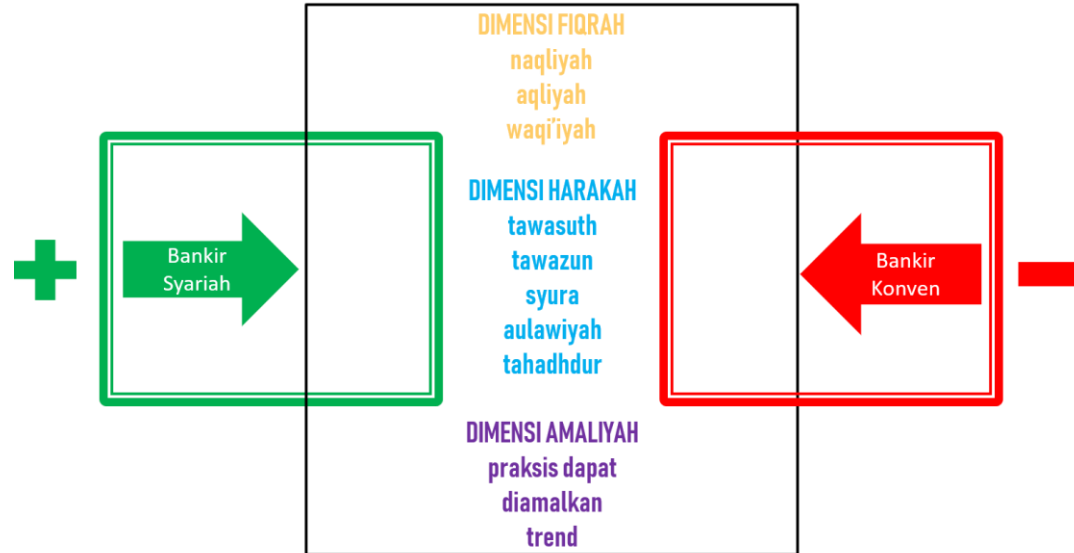 DIMENSI FIQRAH
naqliyah
aqliyah
waqi'iyah
DIMENSI HARAKAH
tawasuth
tawazun
syura
aulawiyah
tahadhdur
Bankir
Syariah
Bankir
Konven
DIMENSI AMALIYAH
praksis dapat
diamalkan
trend